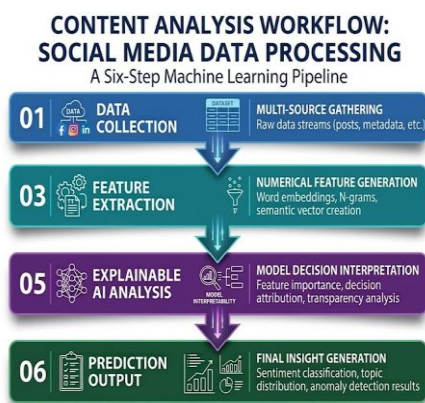 CONTENT ANALYSIS WORKFLOW:
SOCIAL MEDIA DATA PROCESSING
A Six-Step Machine Learning Pipeline
01
DATA
DATA
COLLECTION
DATASET
MULTI-SOURCE GATHERING
Raw data streams (posts, metadata, etc.)
03
FEATURE
EXTRACTION
NUMERICAL FEATURE GENERATION
Word embeddings, N-grams,
semantic vector creation
05
EXPLAINABLE
AI ANALYSIS
MODEL
INTERPRETABILITY
MODEL DECISION INTERPRETATION
Feature importance, decision
attribution, transparency analysis
06
PREDICTION
OUTPUT
FINAL INSIGHT GENERATION
Sentiment classification, topic
distribution, anomaly detection results